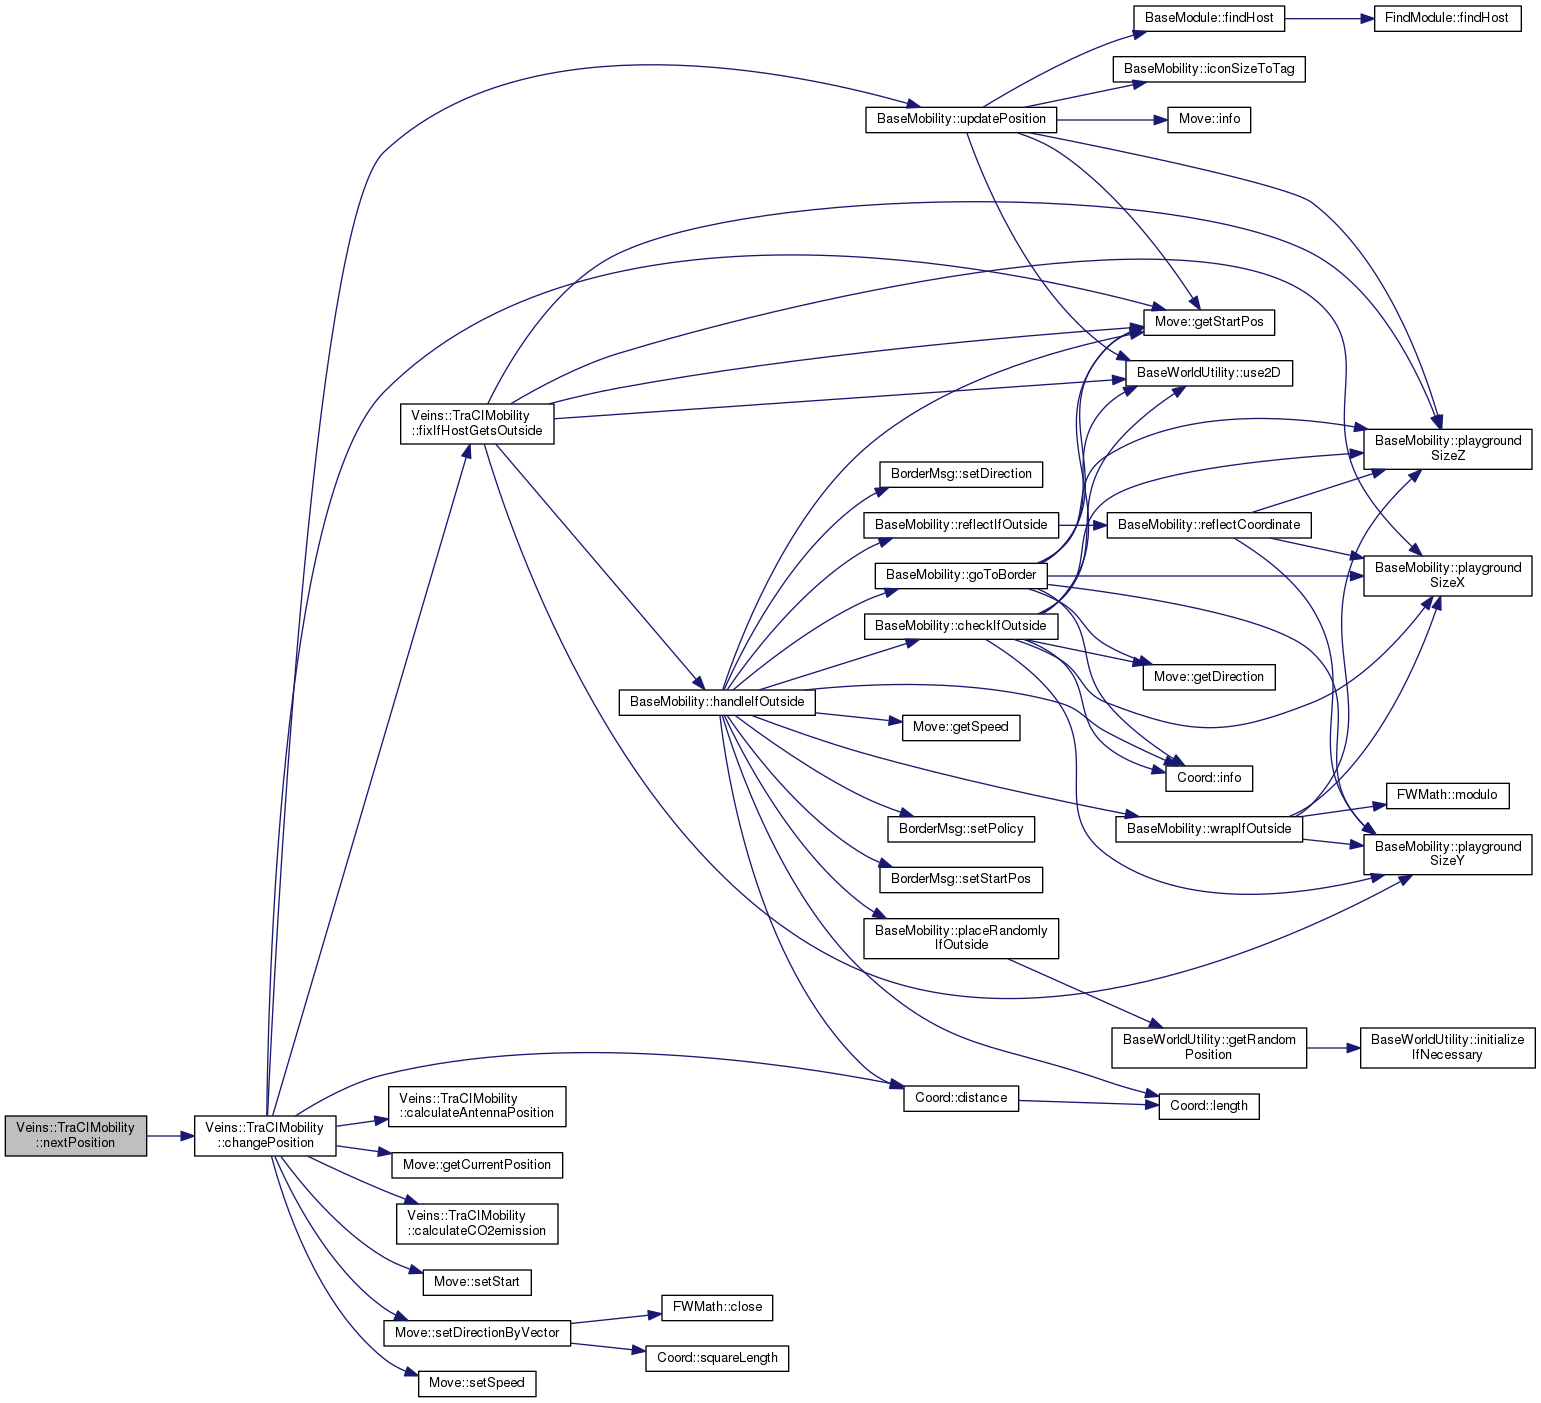 BaseModule::findHost
FindModule::findHost
BaseMobility::iconSizeToTag
BaseMobility::updatePosition
Move::info
Move::getStartPos
BaseWorldUtility::use2D
Veins::TraCIMobility
::fixIfHostGetsOutside
BaseMobility::playground
SizeZ
BorderMsg::setDirection
BaseMobility::reflectIfOutside
BaseMobility::reflectCoordinate
BaseMobility::goToBorder
BaseMobility::playground
SizeX
BaseMobility::checkIfOutside
Move::getDirection
BaseMobility::handleIfOutside
Move::getSpeed
Coord::info
FWMath::modulo
BorderMsg::setPolicy
BaseMobility::wrapIfOutside
BaseMobility::playground
SizeY
BorderMsg::setStartPos
BaseMobility::placeRandomly
IfOutside
BaseWorldUtility::getRandom
Position
BaseWorldUtility::initialize
IfNecessary
Coord::distance
Coord::length
Veins::TraCIMobility
::calculateAntennaPosition
Veins::TraCIMobility
::nextPosition
Veins::TraCIMobility
::changePosition
Move::getCurrentPosition
Veins::TraCIMobility
::calculateCO2emission
Move::setStart
FWMath::close
Move::setDirectionByVector
Coord::squareLength
Move::setSpeed